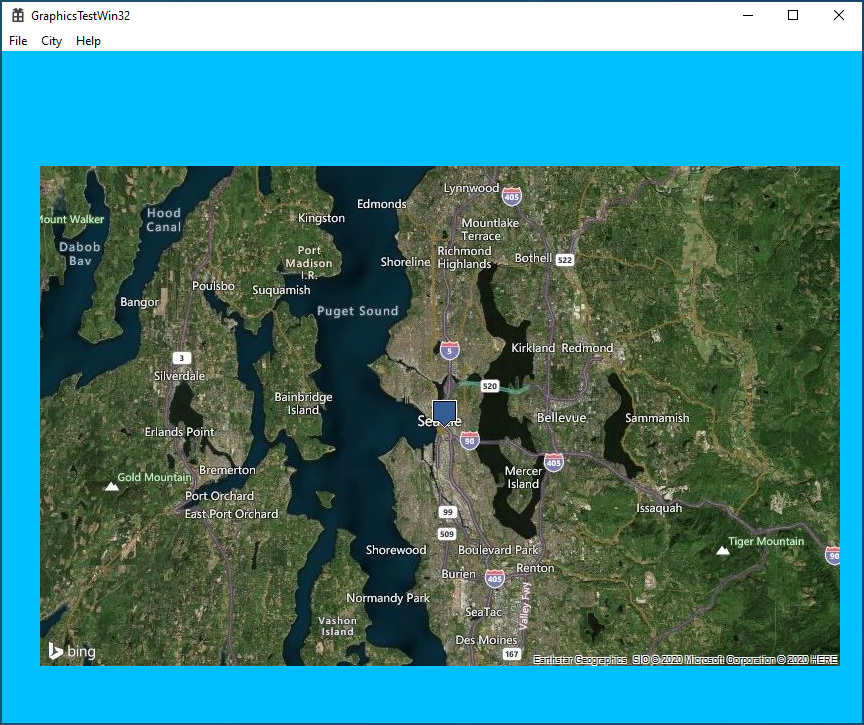 GraphicsTestWin32
File City Help
Lynnwood
405
Edmonds
Hood
Canal
Kingston
Mount Walker
Mountlake
Terrace
Dabob
Bay
Port
Madison
I.R.
Richmond
Highlands
Shoreline
Bothell
522
Poulsbo
Suquamish
Bangor
Puget Sound
5
Kirkland Redmond
3
Silverdale
520
Bainbridge
Island
Seattle
Bellevue
Sammamish
Erlands Point
90
405
Bremerton
Mercer
Island
Gold Mountain
Port Orchard
East Port Orchard
Issaquah
99
509
Tiger Mountain
90
Shorewood
Boulevard Park
Burien
405
Renton
Normandy Park
Valley Fwy
SeaTac
Vashon
Island
Des Moines
167
bing
Earthstar Geographics SIO © 2020 Microsoft Corporation © 2020 HERE